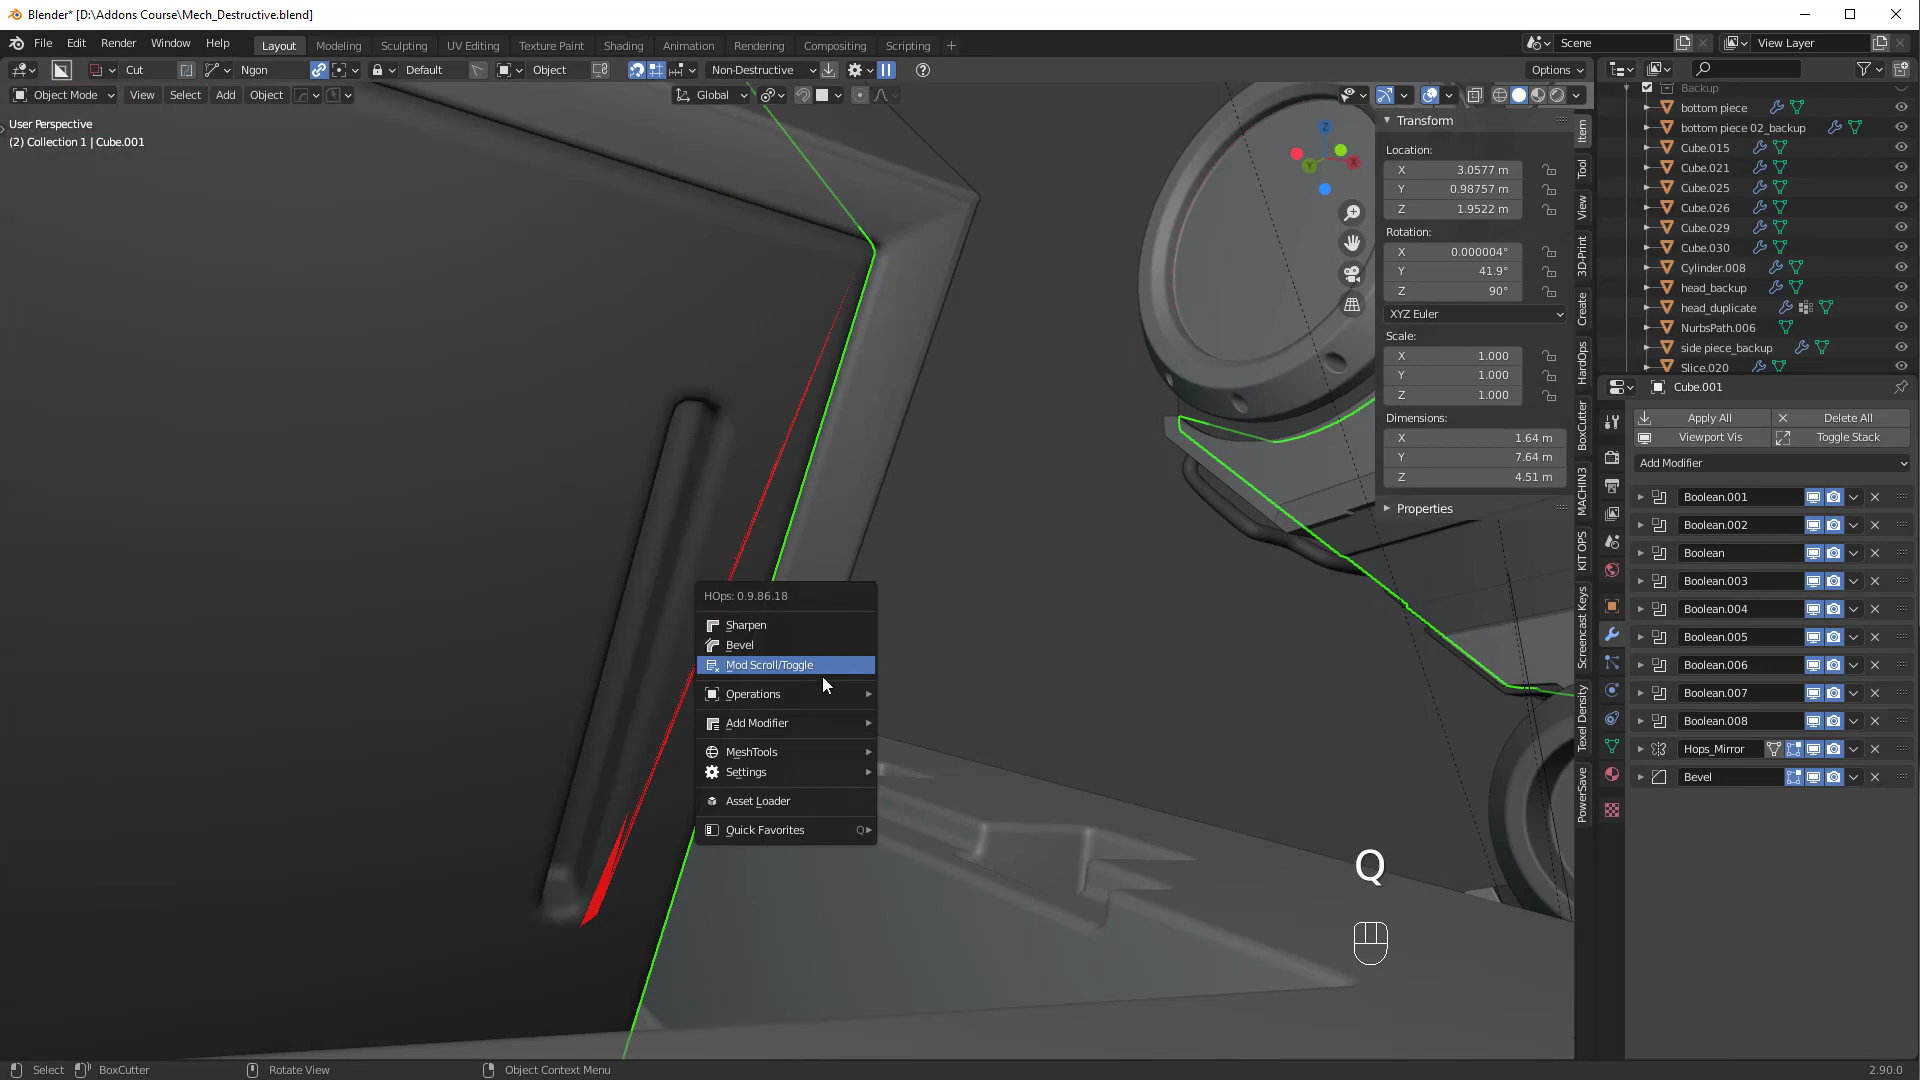 Blender* [D:\Addons Course\Mech_Destructive.blend]
File Edit Render Window Help
Layout Modeling Sculpting UV Editing Texture Paint Shading Animation Rendering Compositing Scripting +
Scene
View Layer
Cut
Ngon
Default
Object
Non-Destructive
Options
Object Mode View Select Add Object
Global
User Perspective
(2) Collection 1 | Cube.001
Transform
Location:
X 3.0577 m
Y 0.98757 m
Z 1.9522 m
Rotation:
X 0.000004°
Y 41.9°
Z 90°
XYZ Euler
Scale:
X 1.000
Y 1.000
Z 1.000
Dimensions:
X 1.64 m
Y 7.64 m
Z 4.51 m
Properties
Item
Tool
View
3D-Print
Create
HardOps
BoxCutter
MACHIN3
KIT OPS
Screencast Keys
Texel Density
PowerSave
Z
Y
X
Backup
bottom piece
bottom piece 02_backup
Cube.015
Cube.021
Cube.025
Cube.026
Cube.029
Cube.030
Cylinder.008
head_backup
head_duplicate
NurbsPath.006
side piece_backup
Slice.020
Cube.001
Apply All
Delete All
Viewport Vis
Toggle Stack
Add Modifier
Boolean.001
Boolean.002
Boolean
Boolean.003
Boolean.004
Boolean.005
Boolean.006
Boolean.007
Boolean.008
Hops_Mirror
Bevel
HOps: 0.9.86.18
Sharpen
Bevel
Mod Scroll/Toggle
Operations
Add Modifier
MeshTools
Settings
Asset Loader
Quick Favorites Q
Q
Select
BoxCutter
Rotate View
Object Context Menu
2.90.0